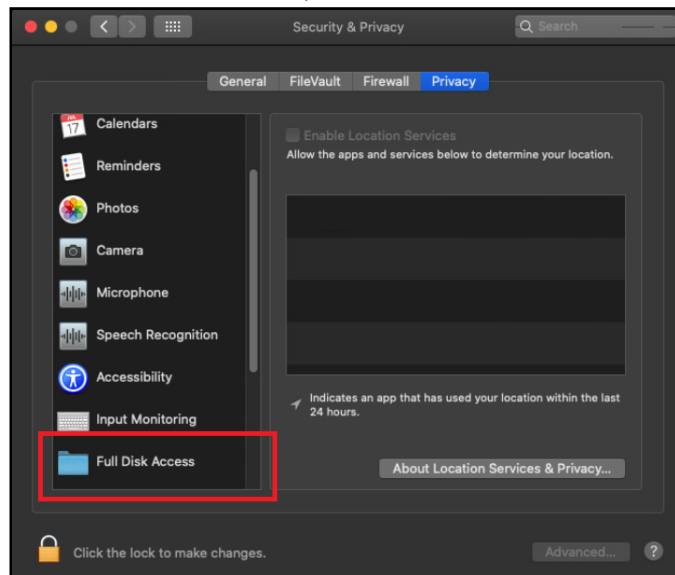 Security & Privacy
Search
General FileVault Firewall Privacy
JUL
17
Calendars
Reminders
Photos
Camera
Microphone
Speech Recognition
Accessibility
Input Monitoring
Full Disk Access
Enable Location Services
Allow the apps and services below to determine your location.
Indicates an app that has used your location within the last
24 hours.
About Location Services & Privacy...
Click the lock to make changes.
Advanced...
?